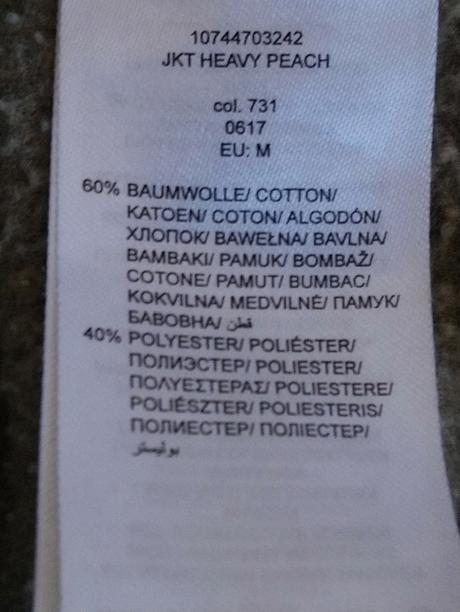 10744703242
JKT HEAVY PEACH
col. 731
0617
EU: M
60% BAUMWOLLE/ COTTON/
KATOEN/ COTON/ ALGODÓN/
ХЛОПОК/ BAWEŁNA/ BAVLNA/
BAMBAKI/ PAMUK/ BOMBAŽ/
COTONE/ PAMUT/ BUMBAC/
KOKVILNA/ MEDVILNĖ/ ПАМУК/
БАВОВНА/ قطن
40% POLYESTER/ POLIÉSTER/
ПОЛИЭСТЕР/ POLIESTER/
ΠΟΛΥΕΣΤΕΡΑΣ/ POLIESTERE/
POLIÉSZTER/ POLIESTERIS/
ПОЛИЕСТЕР/ ПОЛІЕСТЕР/
بوليستر